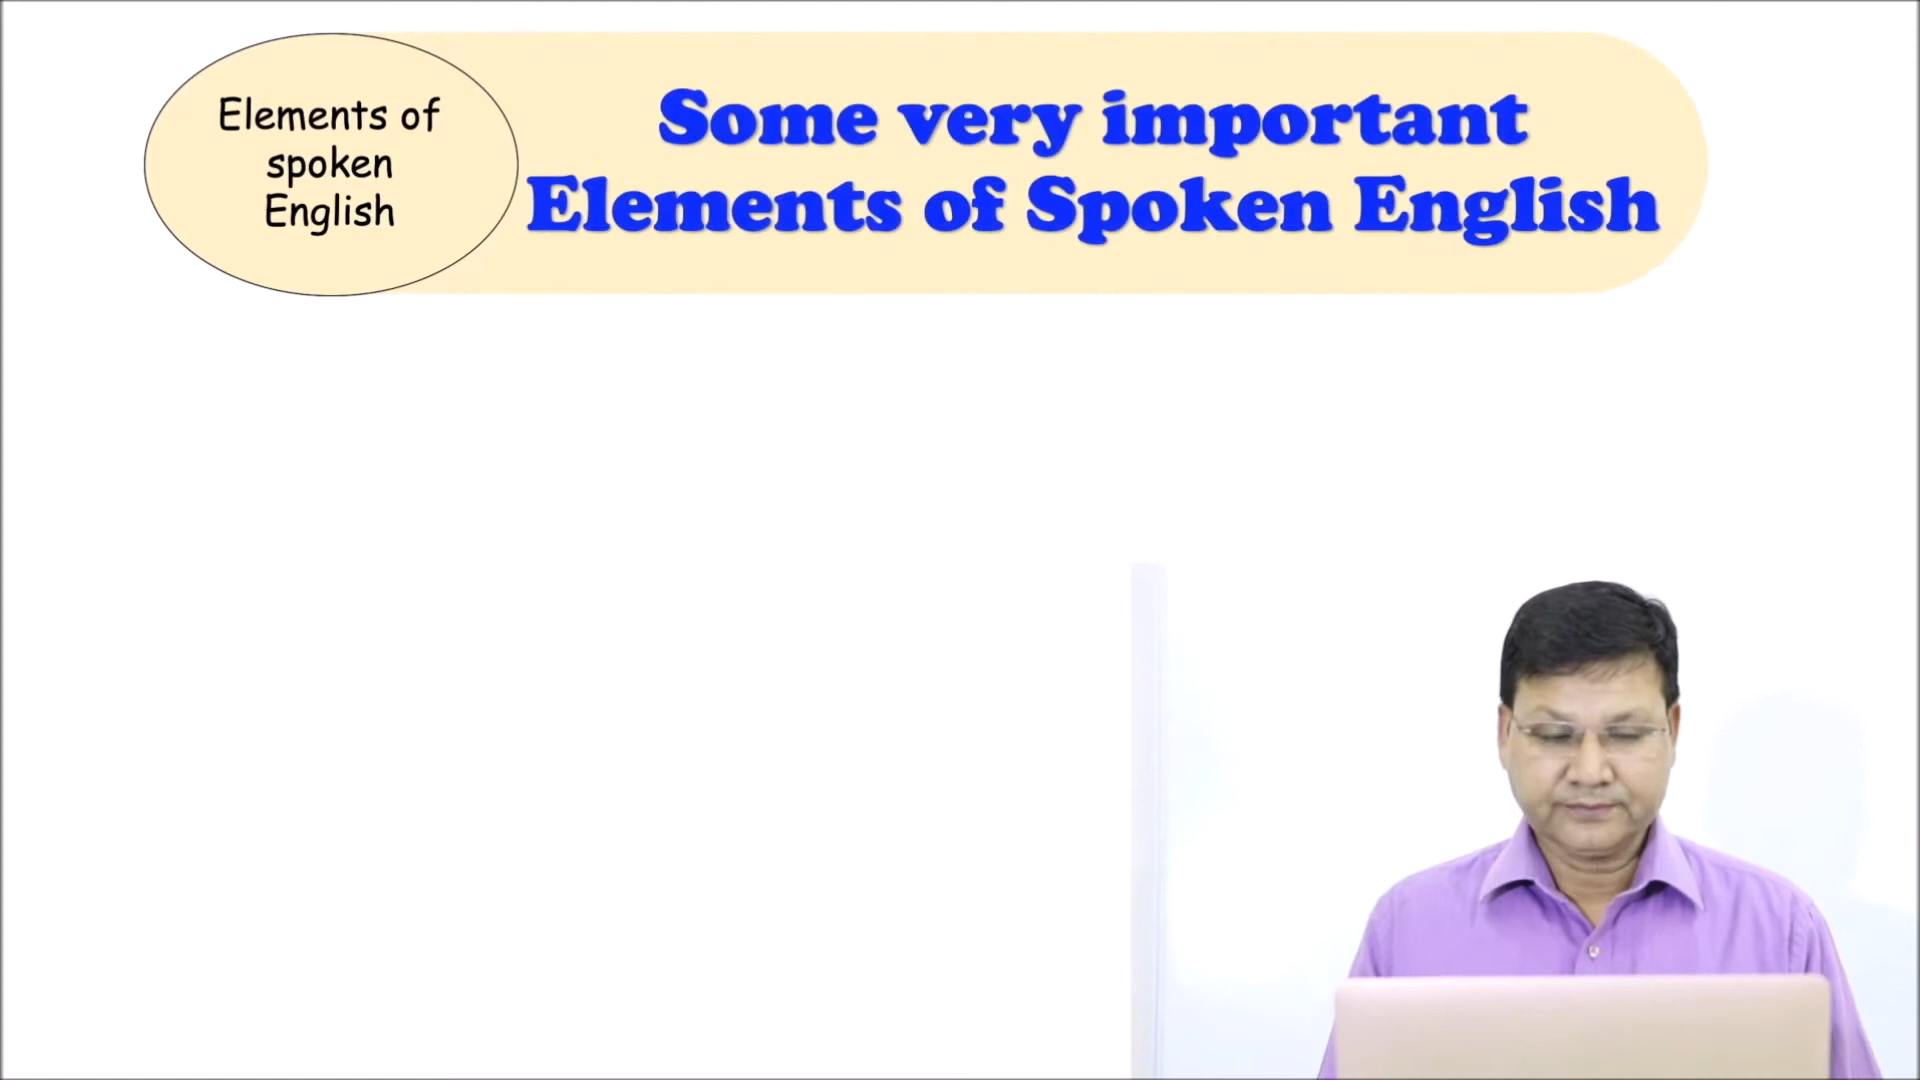 Elements of
spoken
English
Some very important
Elements of Spoken English